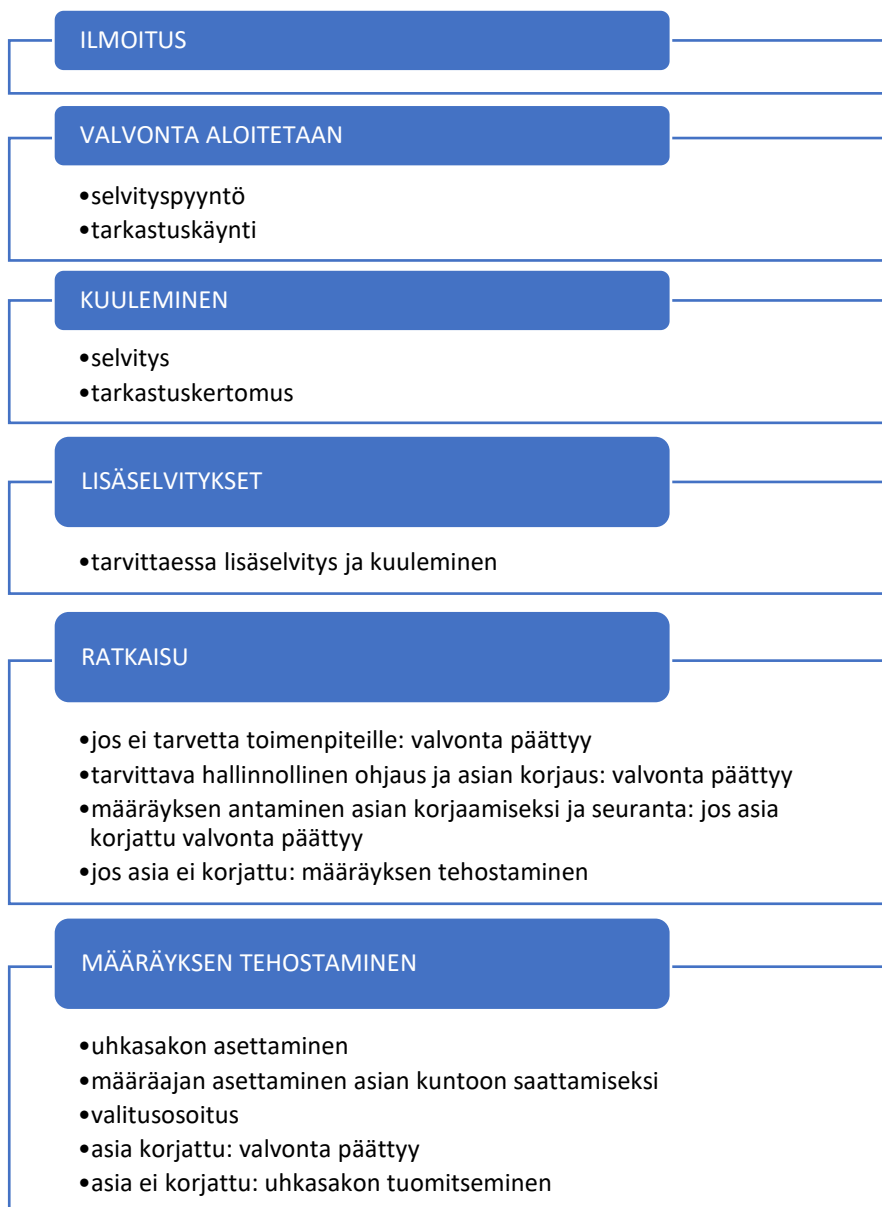 ILMOITUS
VALVONTA ALOITETAAN
•selvityspyyntö
•tarkastuskäynti
KUULEMINEN
•selvitys
•tarkastuskertomus
LISÄSELVITYKSET
•tarvittaessa lisäselvitys ja kuuleminen
RATKAISU
•jos ei tarvetta toimenpiteille: valvonta päättyy
•tarvittava hallinnollinen ohjaus ja asian korjaus: valvonta päättyy
•määräyksen antaminen asian korjaamiseksi ja seuranta: jos asia
korjattu valvonta päättyy
•jos asia ei korjattu: määräyksen tehostaminen
MÄÄRÄYKSEN TEHOSTAMINEN
•uhkasakon asettaminen
•määräajan asettaminen asian kuntoon saattamiseksi
•valitusosoitus
•asia korjattu: valvonta päättyy
•asia ei korjattu: uhkasakon tuomitseminen